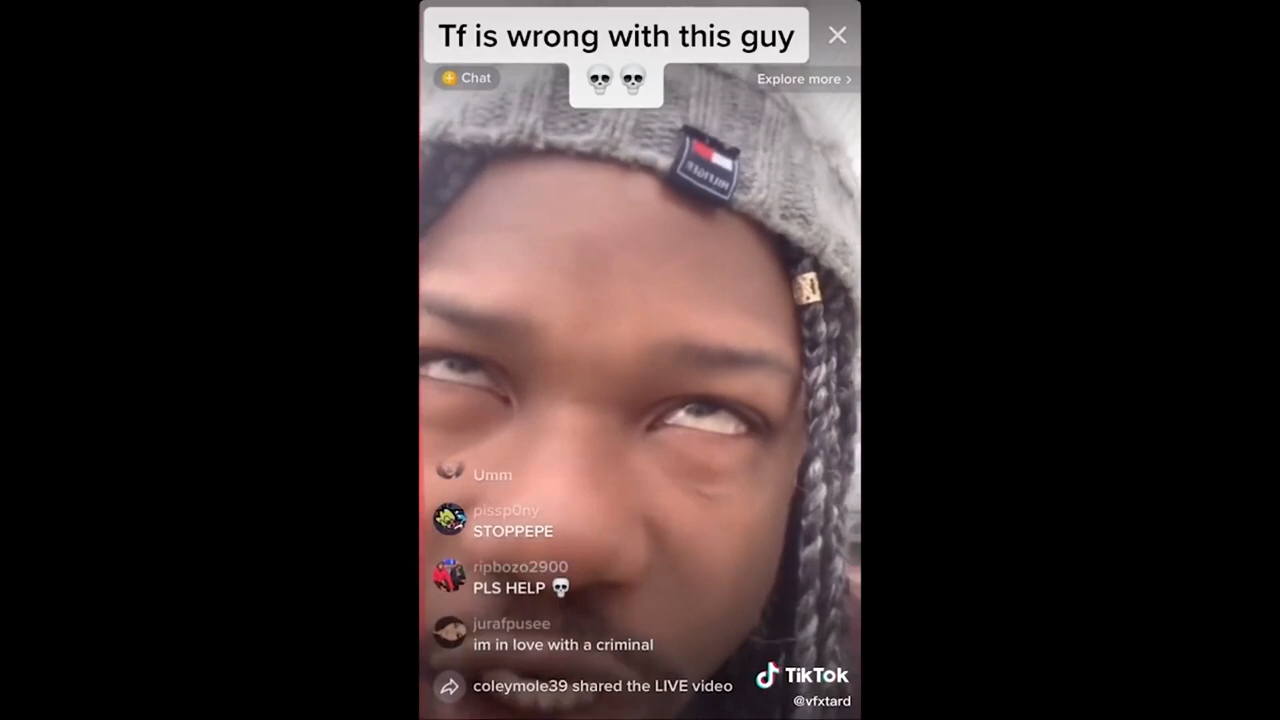 Tf is wrong with this guy
💀💀
Chat
Explore more >
HILFIGER
Umm
pissp0ny
STOPPEPE
ripbozo2900
PLS HELP 💀
jurafpusee
im in love with a criminal
coleymole39 shared the LIVE video
TikTok
@vfxtard